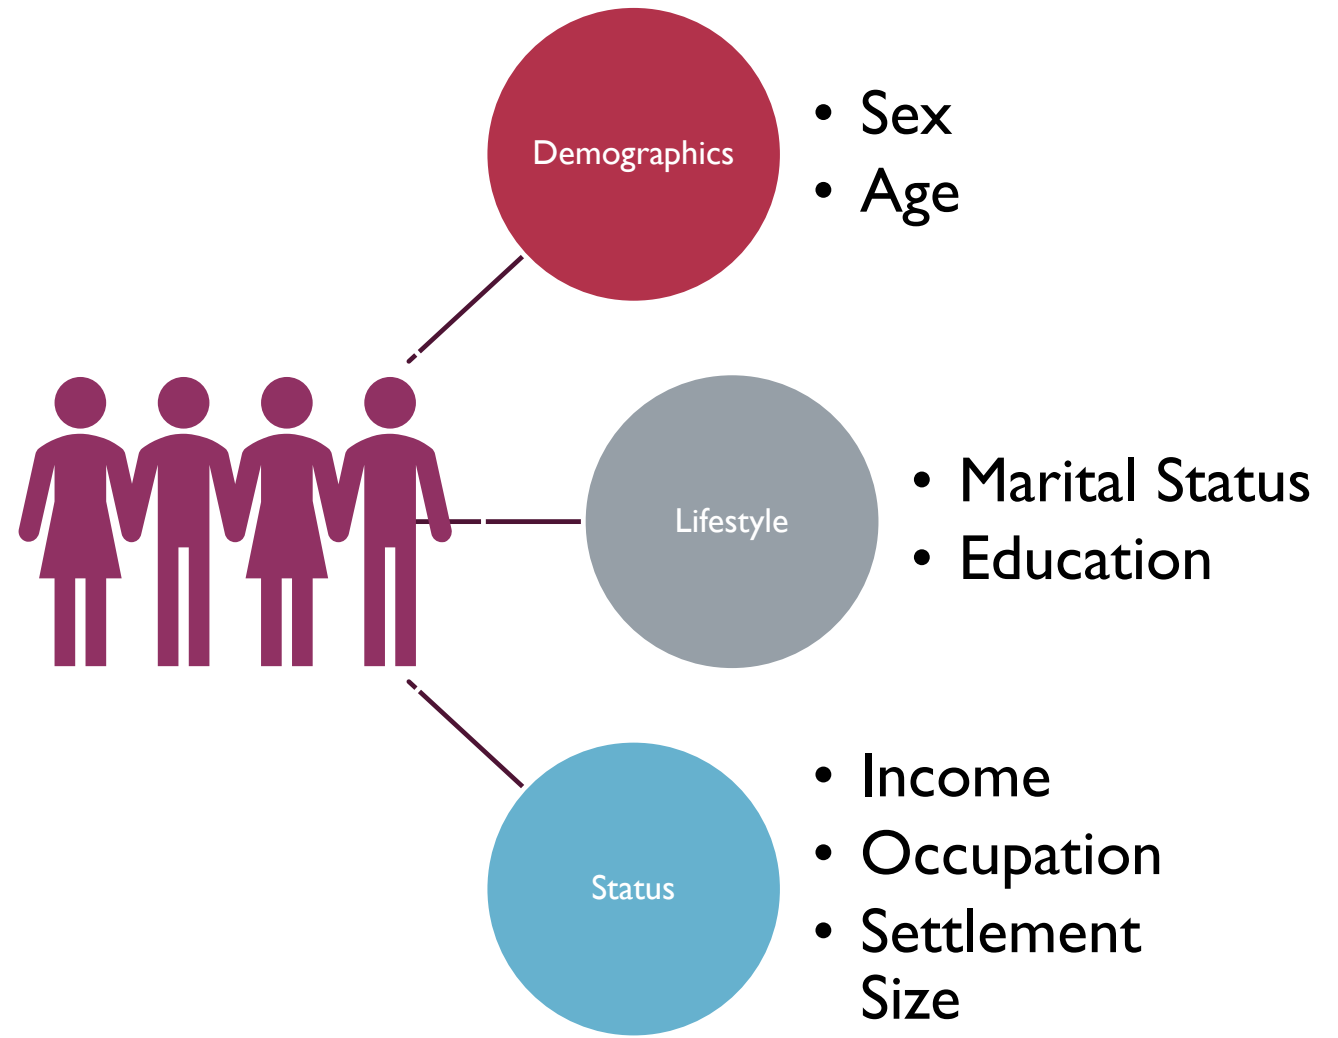 Demographics
• Sex
• Age
Lifestyle
• Marital Status
• Education
Status
• Income
• Occupation
• Settlement
Size